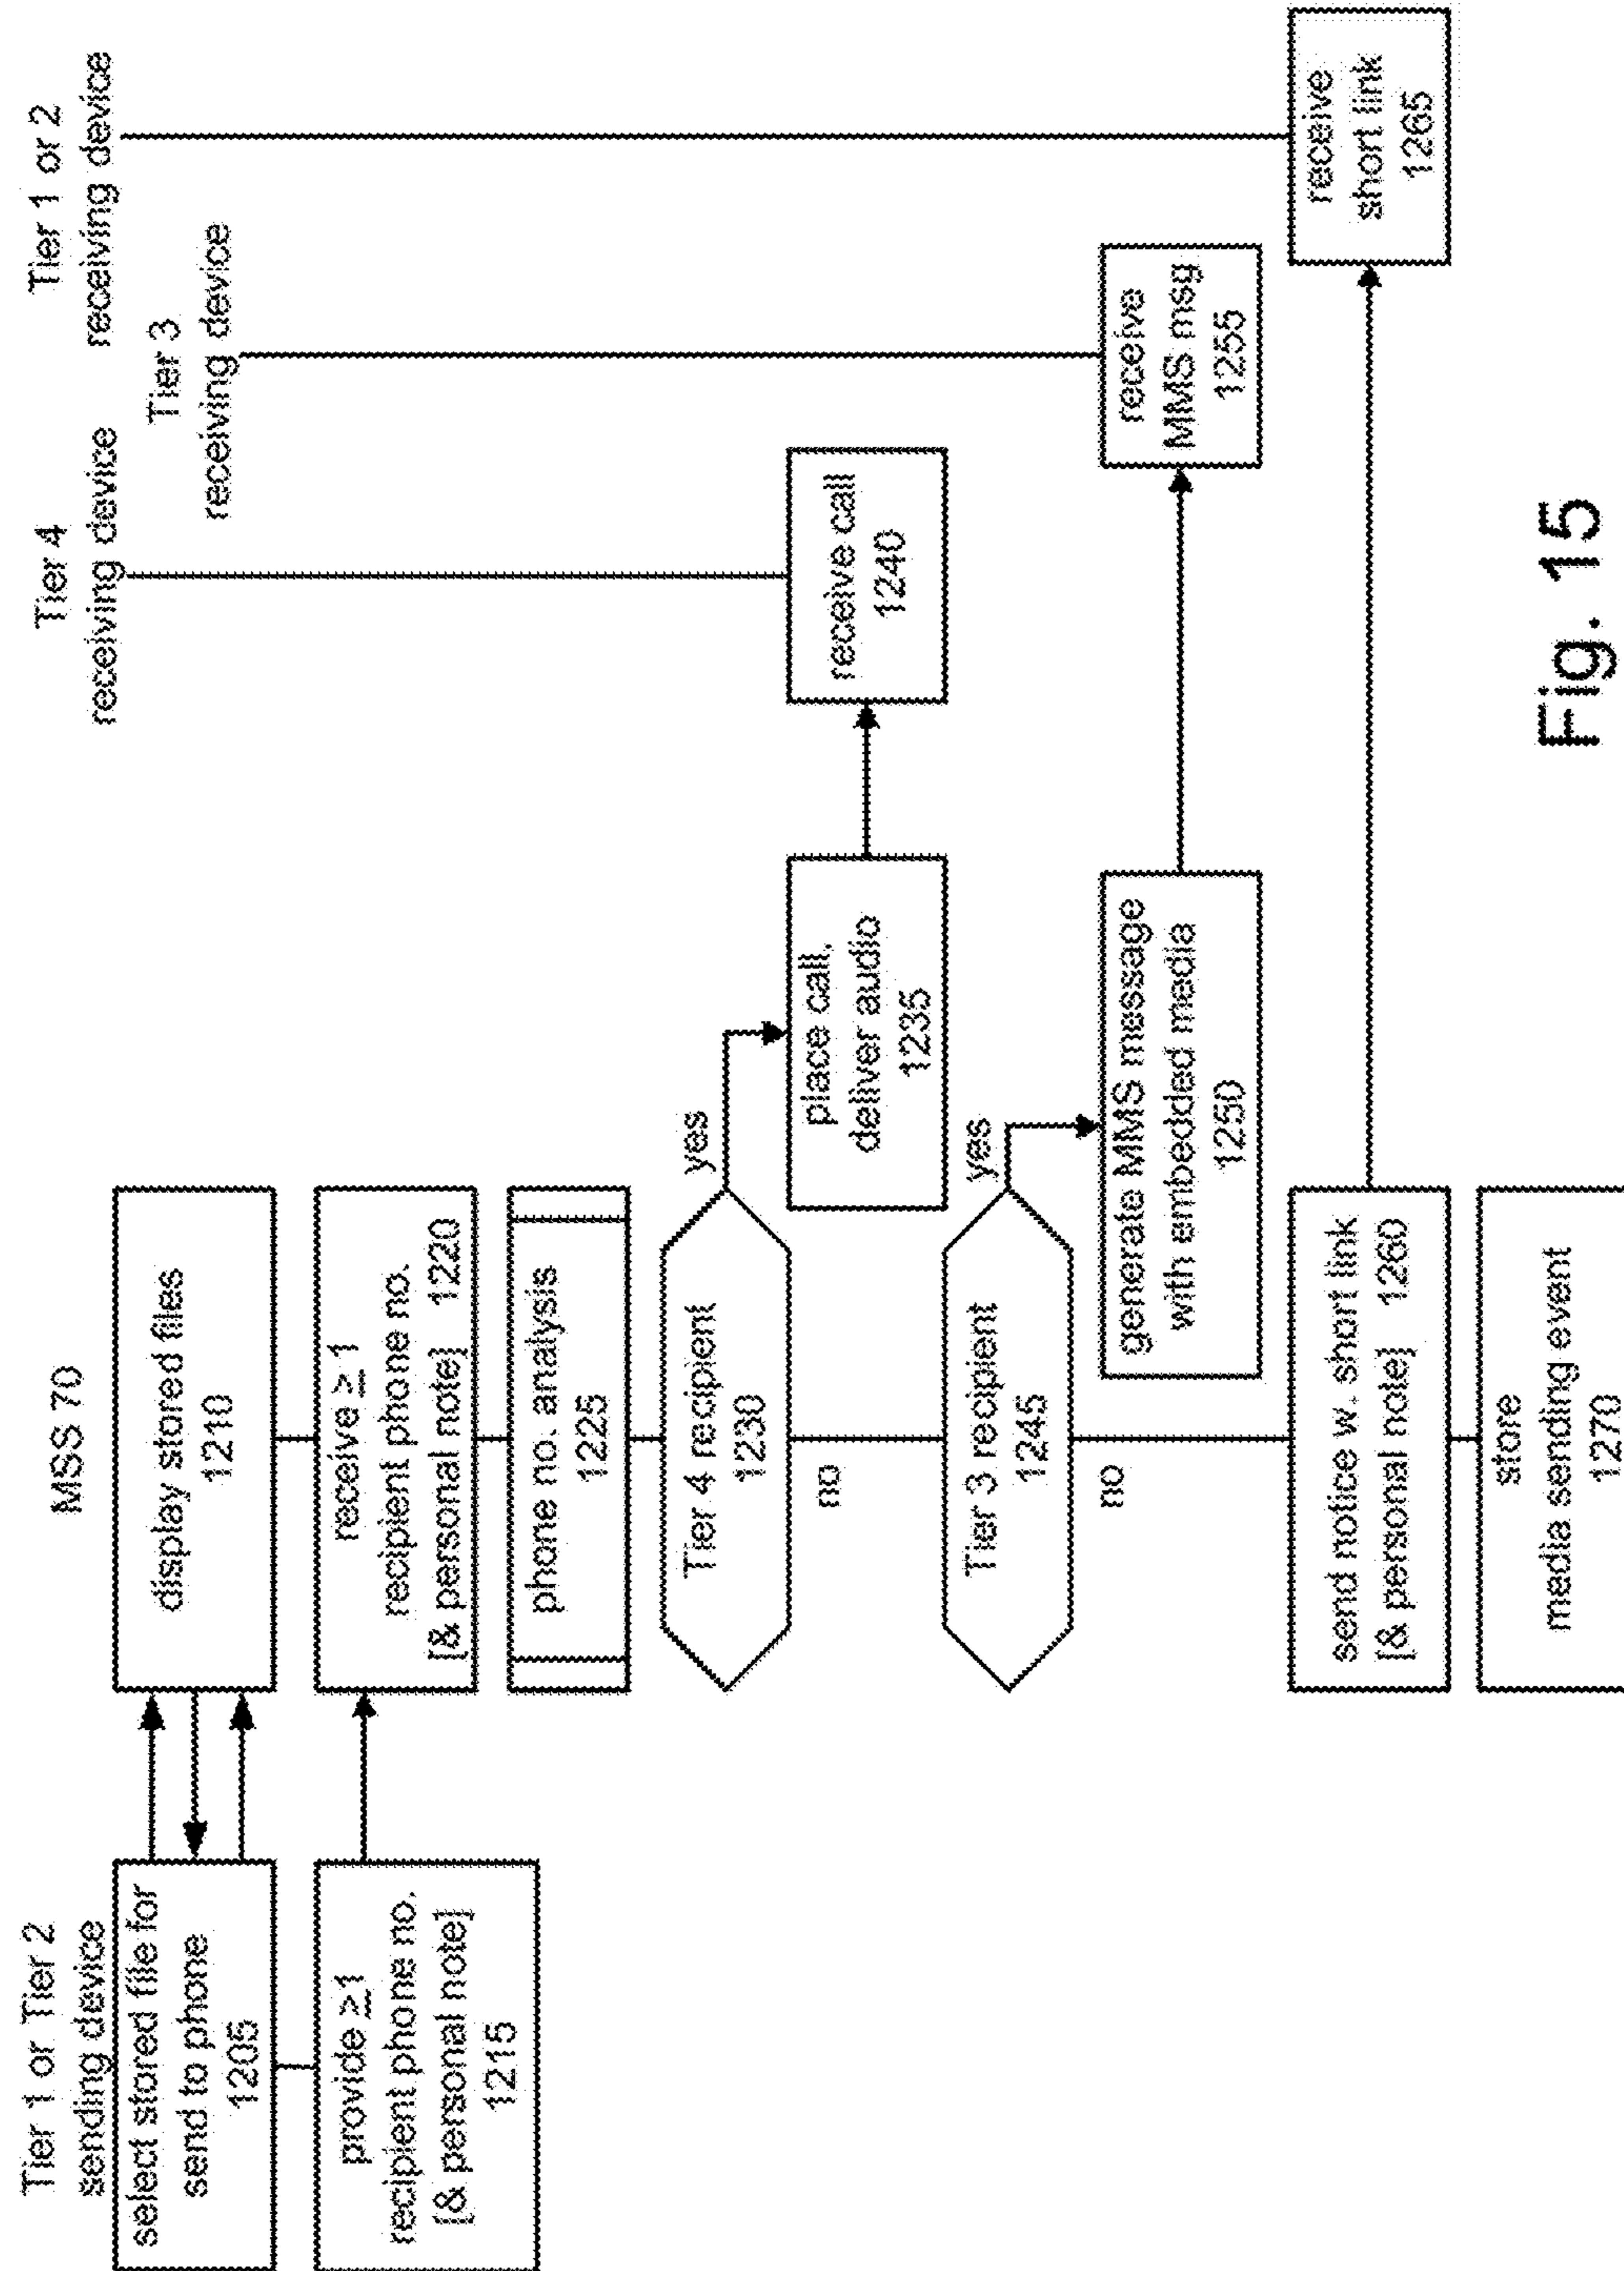 Tier 1 or Tier 2
sending device
select stored file for
send to phone
1205
provide ≥1
recipient phone no.
[& personal note]
1215
MSS 70
display stored files
1210
receive ≥ 1
recipient phone no.
[& personal note] 1220
phone no. analysis
1225
Tier 4 recipient
1230
yes
no
place call,
deliver audio
1235
Tier 3 recipient
1245
yes
no
generate MMS message
with embedded media
1250
send notice w. short link
[& personal note] 1260
store
media sending event
1270
Tier 4
receiving device
receive call
1240
Tier 3
receiving device
receive
MMS msg
1255
Tier 1 or 2
receiving device
receive
short link
1265
Fig. 15